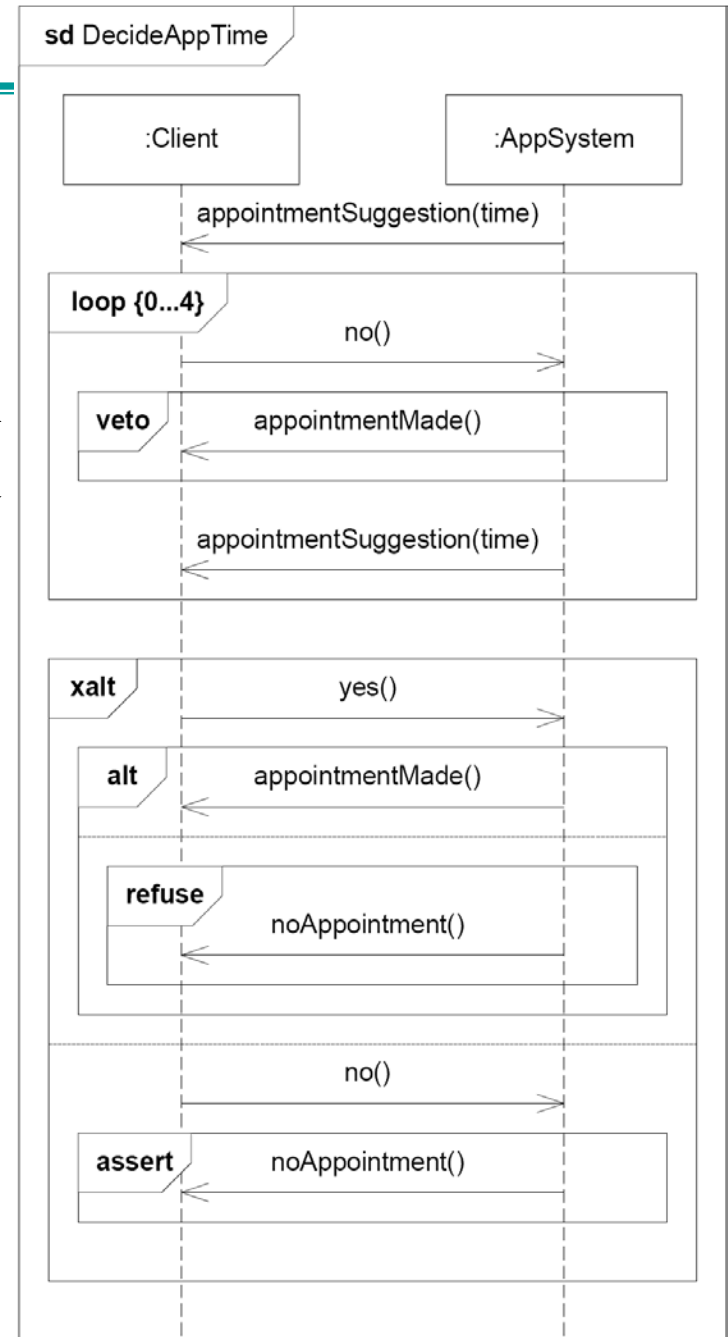 sd DecideAppTime
:Client
:AppSystem
appointmentSuggestion(time)
loop {0...4}
no()
veto
appointmentMade()
appointmentSuggestion(time)
xalt
yes()
alt
appointmentMade()
refuse
noAppointment()
no()
assert
noAppointment()